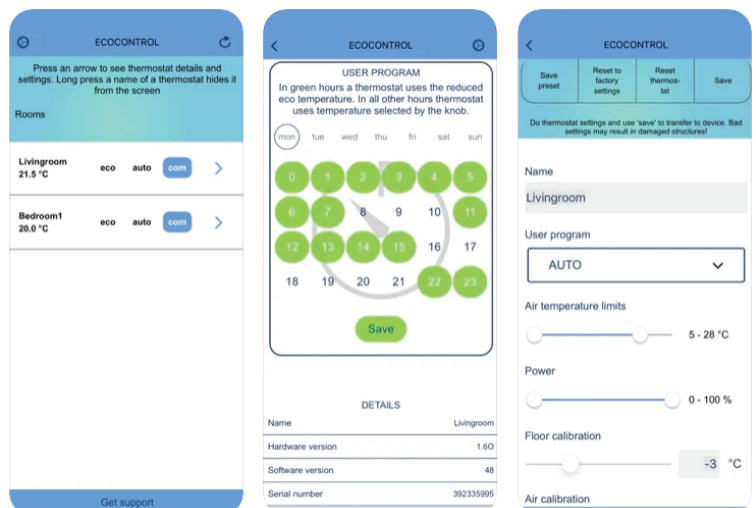 ECOCONTROL
Press an arrow to see thermostat details and
settings. Long press a name of a thermostat hides it
from the screen
Rooms
Livingroom
21.5 °C
eco auto com
Bedroom1
20.0 °C
eco auto com
Get support
ECOCONTROL
USER PROGRAM
In green hours a thermostat uses the reduced
eco temperature. In all other hours thermostat
uses temperature selected by the knob.
mon tue wed thu fri sat sun
0 1 2 3 4 5
6 7 8 9 10 11
12 13 14 15 16 17
18 19 20 21 22 23
Save
DETAILS
Name Livingroom
Hardware version 1.6O
Software version 48
Serial number 392335995
ECOCONTROL
Save
preset
Reset to
factory
settings
Reset
thermos-
tat
Save
Do thermostat settings and use 'save' to transfer to device. Bad
settings may result in damaged structures!
Name
Livingroom
User program
AUTO
Air temperature limits
5 - 28 °C
Power
0 - 100 %
Floor calibration
-3 °C
Air calibration